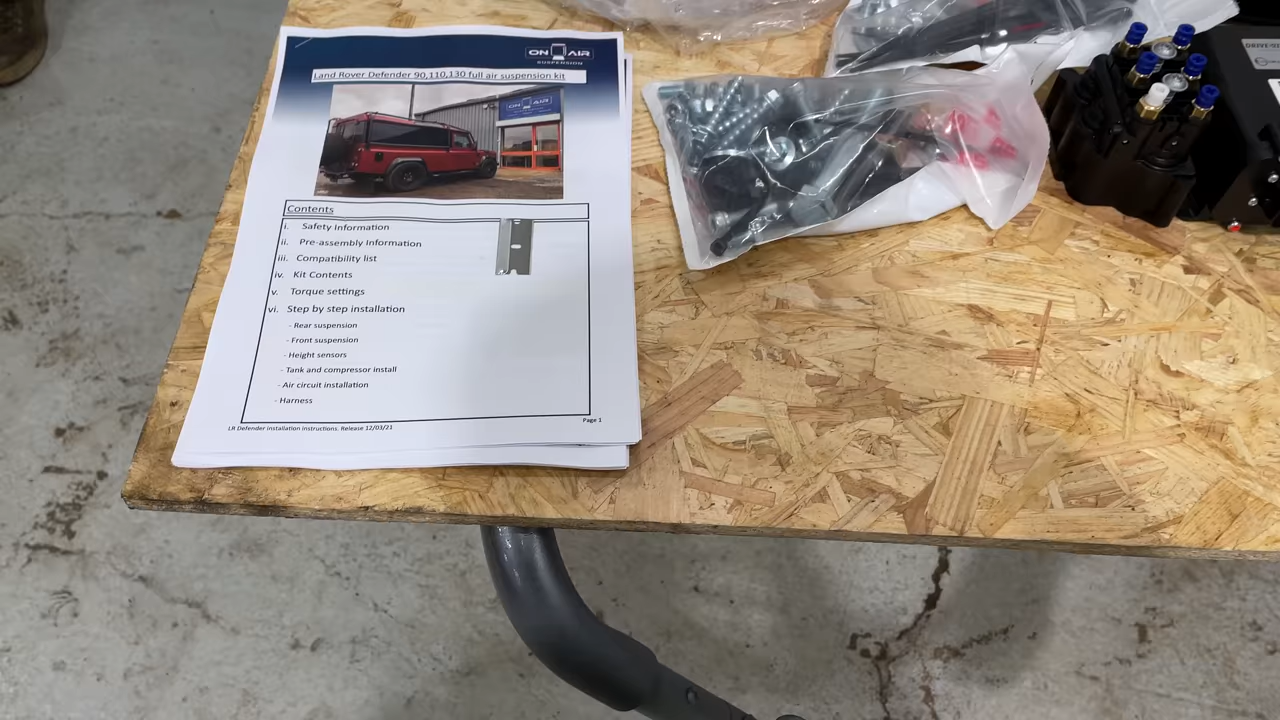 ON AIR
SUSPENSION
Land Rover Defender 90,110,130 full air suspension kit
ON AIR
Contents
i. Safety Information
ii. Pre-assembly Information
iii. Compatibility list
iv. Kit Contents
v. Torque settings
vi. Step by step installation
- Rear suspension
- Front suspension
- Height sensors
- Tank and compressor install
- Air circuit installation
- Harness
Page 1
LR Defender installation instructions. Release 12/03/21